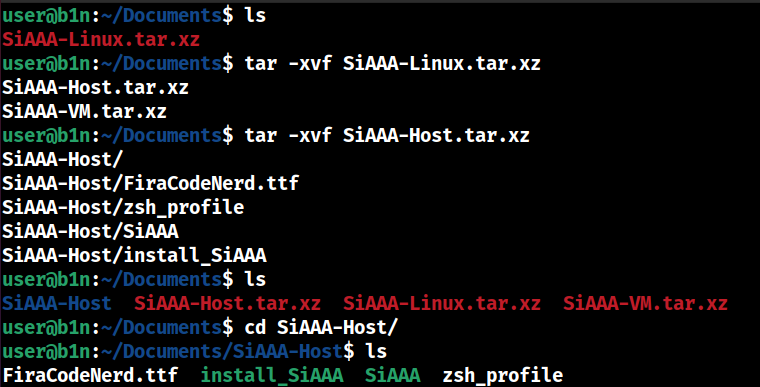 user@b1n:~/Documents$ ls
SiAAA-Linux.tar.xz
user@b1n:~/Documents$ tar -xvf SiAAA-Linux.tar.xz
SiAAA-Host.tar.xz
SiAAA-VM.tar.xz
user@b1n:~/Documents$ tar -xvf SiAAA-Host.tar.xz
SiAAA-Host/
SiAAA-Host/FiraCodeNerd.ttf
SiAAA-Host/zsh_profile
SiAAA-Host/SiAAA
SiAAA-Host/install_SiAAA
user@b1n:~/Documents$ ls
SiAAA-Host  SiAAA-Host.tar.xz  SiAAA-Linux.tar.xz  SiAAA-VM.tar.xz
user@b1n:~/Documents$ cd SiAAA-Host/
user@b1n:~/Documents/SiAAA-Host$ ls
FiraCodeNerd.ttf  install_SiAAA  SiAAA  zsh_profile